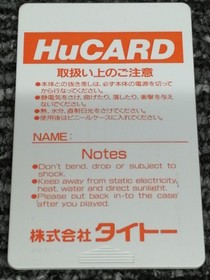 HuCARD
取扱い上のご注意
●本体との抜き差しは、必ず本体の電源を切って
から行なってください。
●静電気をさけ、曲げたり、落したり、衝撃を与え
ないでください。
●熱、水分、直射日光をさけてください。
●使用後はビニールケースに入れてください。
NAME:
Notes
●Don't bend, drop or subject to
shock.
●Keep away from static electricity,
heat, water and direct sunlight.
●Please put back in-to the case
after you played.
株式会社タイトー